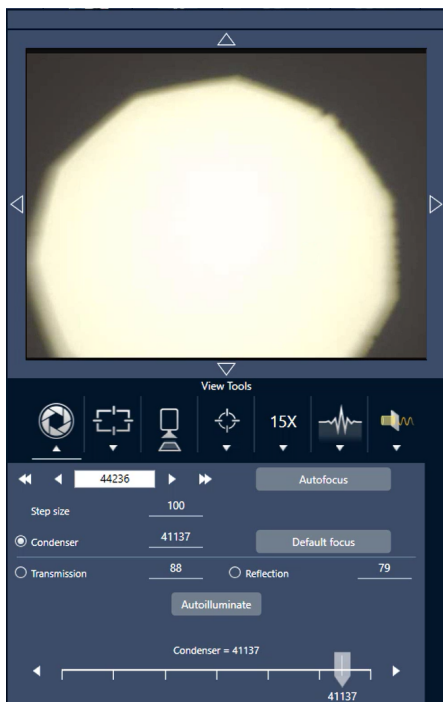 View Tools
15X
44236
Autofocus
Step size
100
Condenser
41137
Default focus
Transmission
88
Reflection
79
Autoilluminate
Condenser = 41137
41137